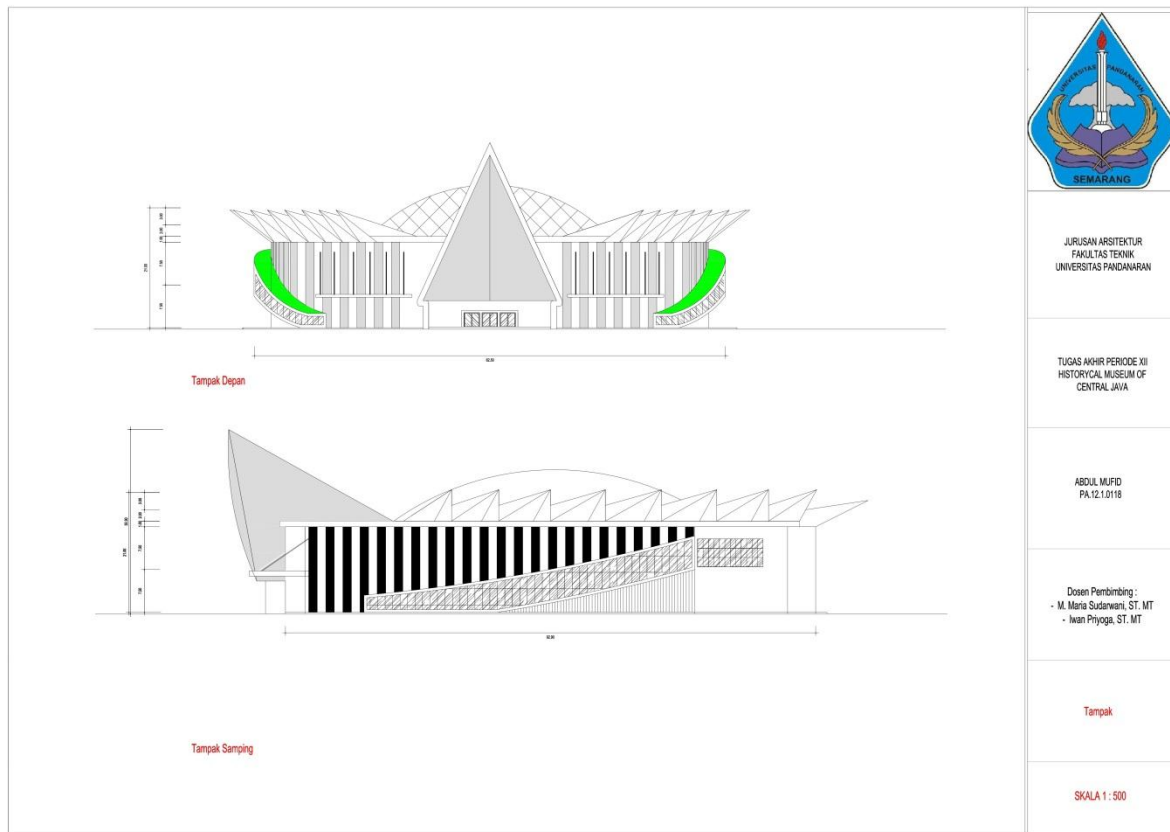 UNIVERSITAS PANDANARAN
SEMARANG
JURUSAN ARSITEKTUR
FAKULTAS TEKNIK
UNIVERSITAS PANDANARAN
TUGAS AKHIR PERIODE XII
HISTORYCAL MUSEUM OF
CENTRAL JAVA
ABDUL MUFID
PA.12.1.0118
Dosen Pembimbing :
- M. Maria Sudarwani, ST. MT
- Iwan Priyoga, ST. MT
Tampak
SKALA 1 : 500
Tampak Depan
Tampak Samping